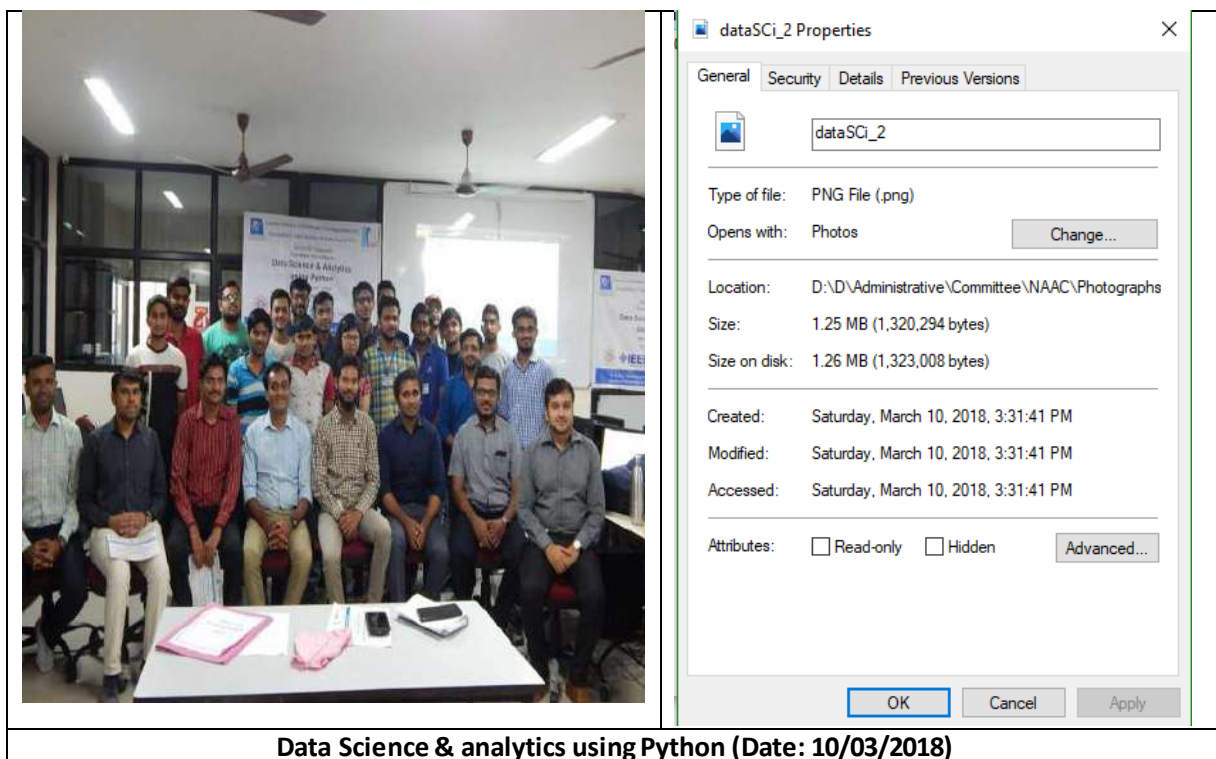 Data Science & Analytics
using Python
Data
IEEE
dataSCi_2 Properties
General Security Details Previous Versions
dataSCi_2
Type of file: PNG File (.png)
Opens with: Photos Change...
Location: D:\D\Administrative\Committee\NAAC\Photographs
Size: 1.25 MB (1,320,294 bytes)
Size on disk: 1.26 MB (1,323,008 bytes)
Created: Saturday, March 10, 2018, 3:31:41 PM
Modified: Saturday, March 10, 2018, 3:31:41 PM
Accessed: Saturday, March 10, 2018, 3:31:41 PM
Attributes: Read-only Hidden Advanced...
OK Cancel Apply
Data Science & analytics using Python (Date: 10/03/2018)